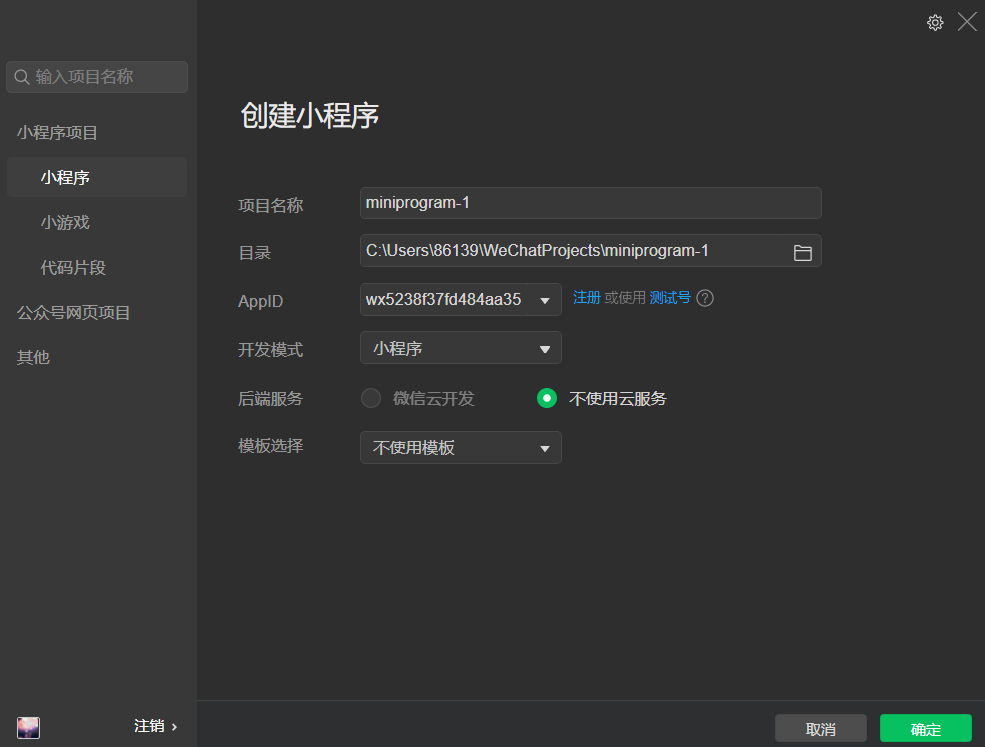 输入项目名称
小程序项目
小程序
小游戏
代码片段
公众号网页项目
其他
注销 ›
创建小程序
项目名称 miniprogram-1
目录 C:\Users\86139\WeChatProjects\miniprogram-1
AppID wx5238f37fd484aa35 注册 或使用 测试号 ?
开发模式 小程序
后端服务 微信云开发 不使用云服务
模板选择 不使用模板
取消 确定